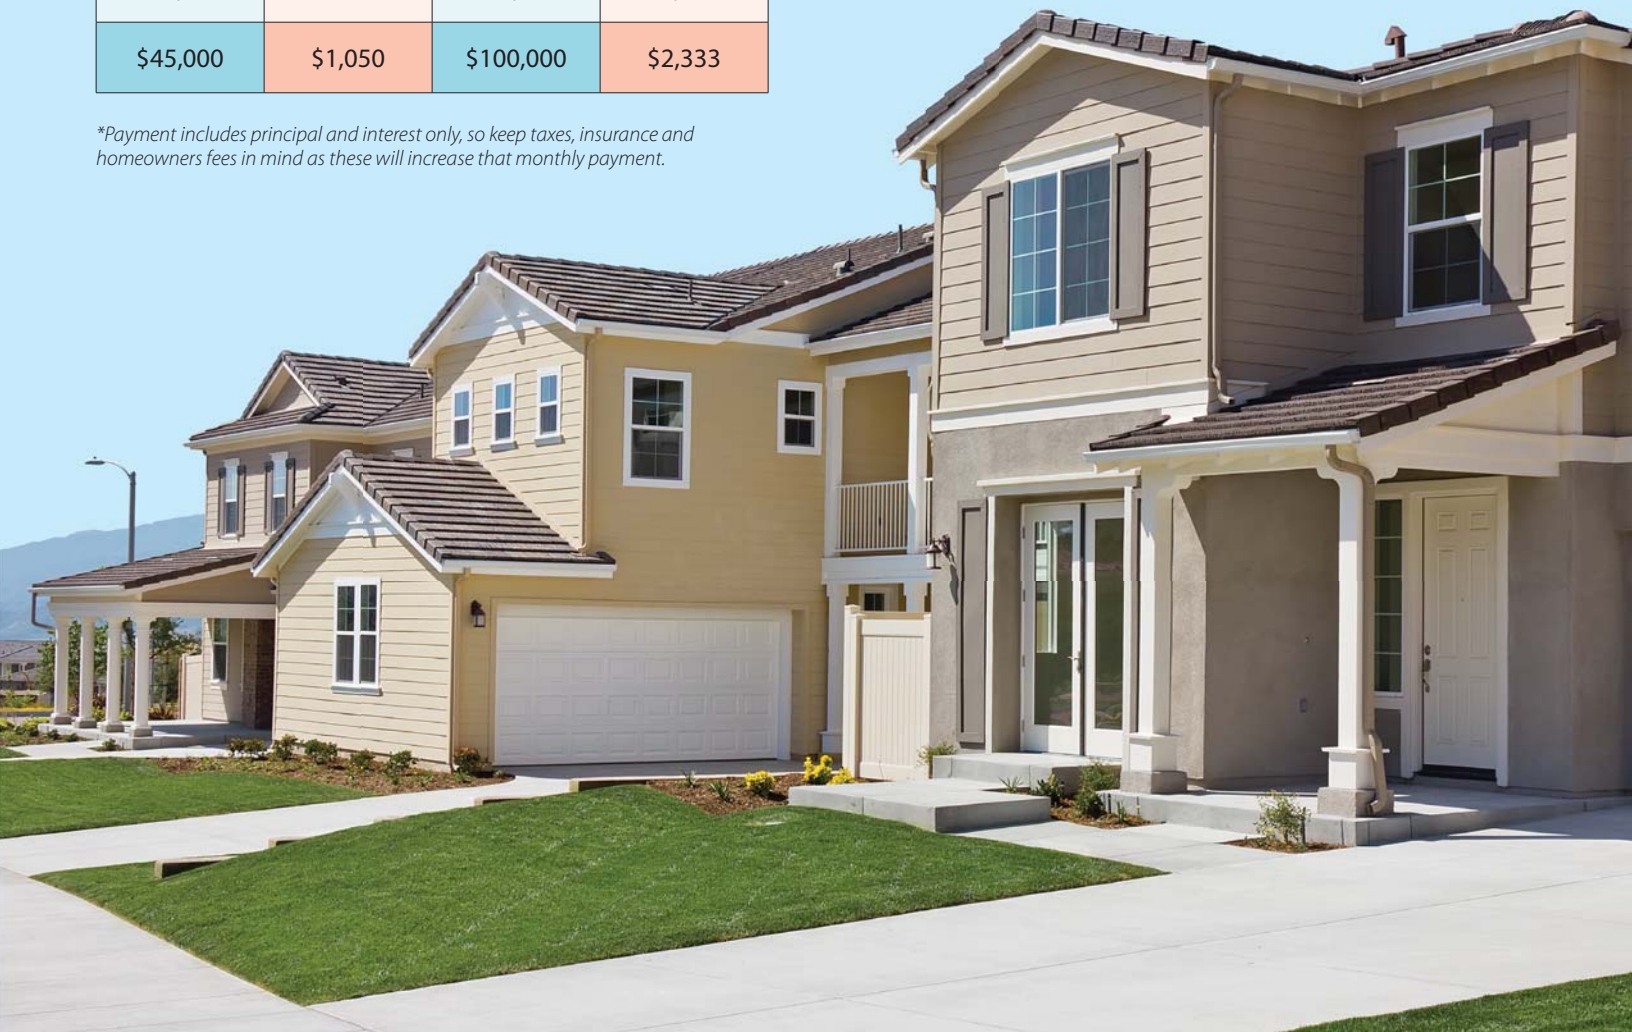 $45,000 $1,050 $100,000 $2,333
*Payment includes principal and interest only, so keep taxes, insurance and
homeowners fees in mind as these will increase that monthly payment.